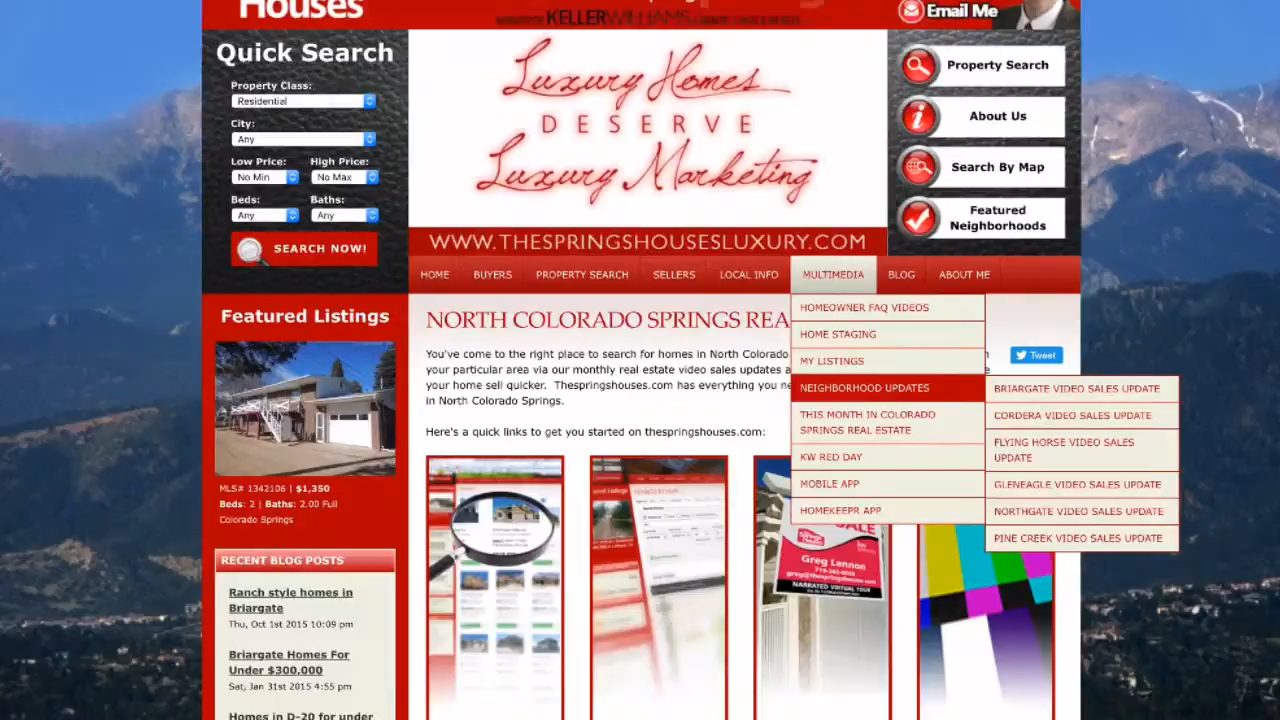 Houses
KELLERWILLIAMS
Email Me
Quick Search
Property Class:
Residential
City:
Any
Low Price: High Price:
No Min No Max
Beds: Baths:
Any Any
SEARCH NOW!
Luxury Homes
DESERVE
Luxury Marketing
WWW.THESPRINGSHOUSESLUXURY.COM
Property Search
About Us
Search By Map
Featured
Neighborhoods
HOME BUYERS PROPERTY SEARCH SELLERS LOCAL INFO MULTIMEDIA BLOG ABOUT ME
HOMEOWNER FAQ VIDEOS
HOME STAGING
MY LISTINGS
NEIGHBORHOOD UPDATES
THIS MONTH IN COLORADO
SPRINGS REAL ESTATE
KW RED DAY
MOBILE APP
HOMEKEEPR APP
BRIARGATE VIDEO SALES UPDATE
CORDERA VIDEO SALES UPDATE
FLYING HORSE VIDEO SALES
UPDATE
GLENEAGLE VIDEO SALES UPDATE
NORTHGATE VIDEO SALES UPDATE
PINE CREEK VIDEO SALES UPDATE
Featured Listings
MLS# 1342106 | $1,350
Beds: 2 | Baths: 2.00 Full
Colorado Springs
RECENT BLOG POSTS
Ranch style homes in
Briargate
Thu, Oct 1st 2015 10:09 pm
Briargate Homes For
Under $300,000
Sat, Jan 31st 2015 4:55 pm
Homes in D-20 for under
NORTH COLORADO SPRINGS REA
Tweet
You've come to the right place to search for homes in North Colorado
your particular area via our monthly real estate video sales updates a
your home sell quicker. Thespringshouses.com has everything you ne
in North Colorado Springs.
Here's a quick links to get you started on thespringshouses.com:
SALE
Greg Lennon
greg@thespringshouses.com
NARRATED VIRTUAL TOUR